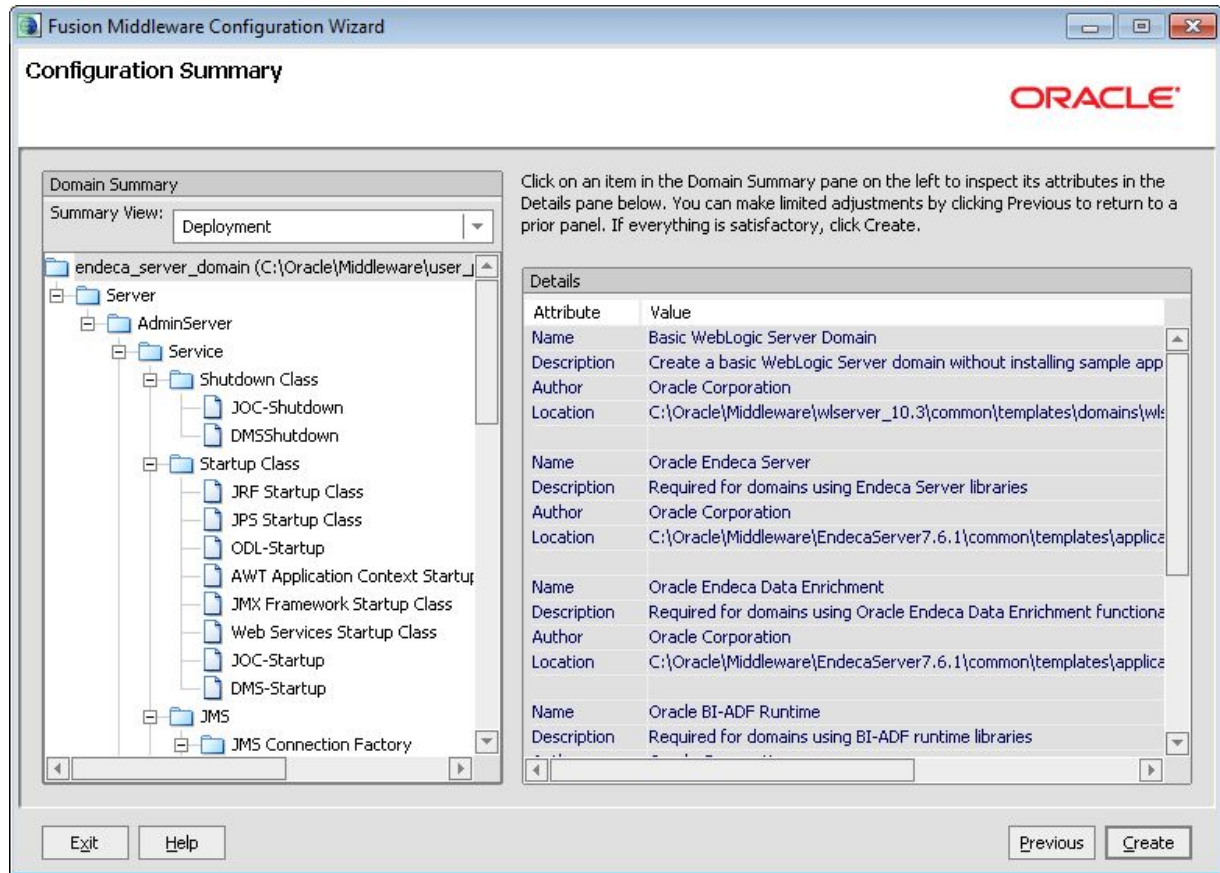 Fusion Middleware Configuration Wizard
Configuration Summary
ORACLE
Domain Summary
Summary View:
Deployment
endeca_server_domain (C:\Oracle\Middleware\user_
Server
AdminServer
Service
Shutdown Class
JOC-Shutdown
DMSShutdown
Startup Class
JRF Startup Class
JPS Startup Class
ODL-Startup
AWT Application Context Startup
JMX Framework Startup Class
Web Services Startup Class
JOC-Startup
DMS-Startup
JMS
JMS Connection Factory
Click on an item in the Domain Summary pane on the left to inspect its attributes in the
Details pane below. You can make limited adjustments by clicking Previous to return to a
prior panel. If everything is satisfactory, click Create.
Details
Attribute Value
Name Basic WebLogic Server Domain
Description Create a basic WebLogic Server domain without installing sample app
Author Oracle Corporation
Location C:\Oracle\Middleware\wlserver_10.3\common\templates\domains\wls
Name Oracle Endeca Server
Description Required for domains using Endeca Server libraries
Author Oracle Corporation
Location C:\Oracle\Middleware\EndecaServer7.6.1\common\templates\applica
Name Oracle Endeca Data Enrichment
Description Required for domains using Oracle Endeca Data Enrichment functiona
Author Oracle Corporation
Location C:\Oracle\Middleware\EndecaServer7.6.1\common\templates\applica
Name Oracle BI-ADF Runtime
Description Required for domains using BI-ADF runtime libraries
Exit
Help
Previous
Create